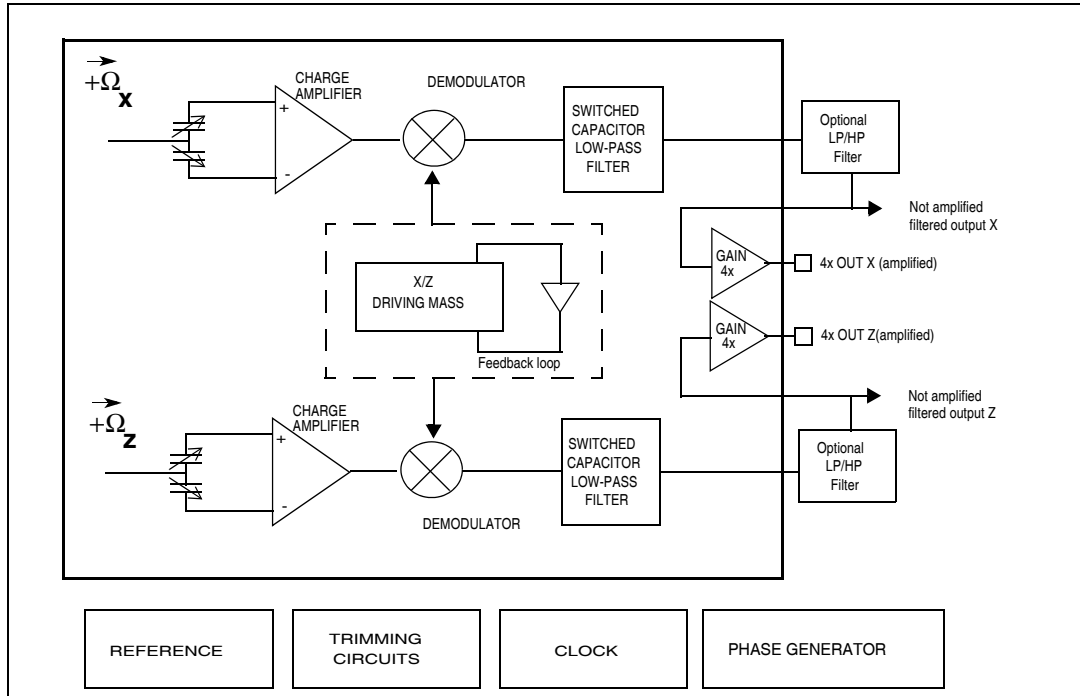 +Ω
x
CHARGE
AMPLIFIER
+
-
DEMODULATOR
SWITCHED
CAPACITOR
LOW-PASS
FILTER
Optional
LP/HP
Filter
Not amplified
filtered output X
GAIN
4x
4x OUT X (amplified)
X/Z
DRIVING MASS
Feedback loop
GAIN
4x
4x OUT Z(amplified)
Not amplified
filtered output Z
+Ω
z
CHARGE
AMPLIFIER
+
-
DEMODULATOR
SWITCHED
CAPACITOR
LOW-PASS
FILTER
Optional
LP/HP
Filter
REFERENCE
TRIMMING
CIRCUITS
CLOCK
PHASE GENERATOR